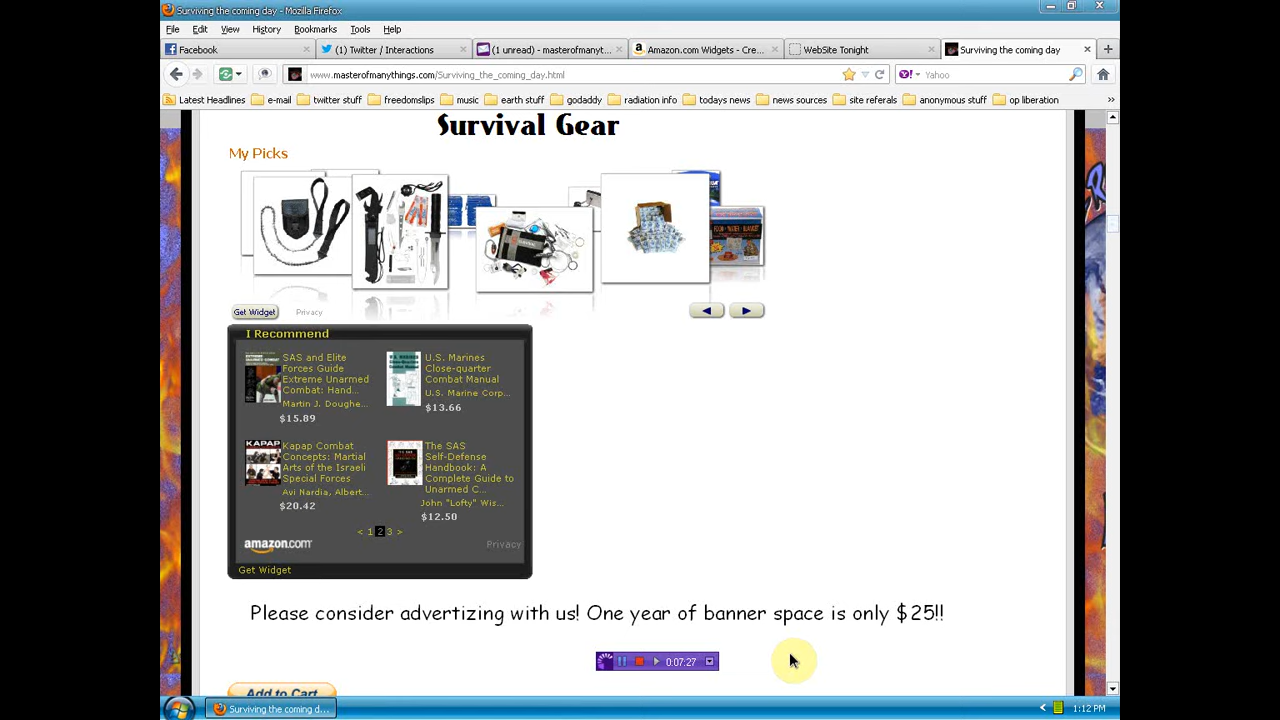 Surviving the coming day - Mozilla Firefox
File Edit View History Bookmarks Tools Help
Facebook (1) Twitter / Interactions (1 unread) - masterofmanyt... Amazon.com Widgets - Cre... WebSite Tonight Surviving the coming day
www.masterofmanythings.com/Surviving_the_coming_day.html Yahoo
Latest Headlines e-mail twitter stuff freedomslips music earth stuff godaddy radiation info todays news news sources site referals anonymous stuff op liberation
Survival Gear
My Picks
Get Widget Privacy
I Recommend
SAS and Elite
Forces Guide
Extreme Unarmed
Combat: Hand...
Martin J. Doughe...
$15.89
U.S. Marines
Close-quarter
Combat Manual
U.S. Marine Corp...
$13.66
KAPAP
Kapap Combat
Concepts: Martial
Arts of the Israeli
Special Forces
Avi Nardia, Albert...
$20.42
The SAS
Self-Defense
Handbook: A
Complete Guide to
Unarmed C...
John "Lofty" Wis...
$12.50
< 1 2 3 >
amazon.com Privacy
Get Widget
Please consider advertizing with us! One year of banner space is only $25!!
0:07:27
Add to Cart
Surviving the coming d... 1:12 PM